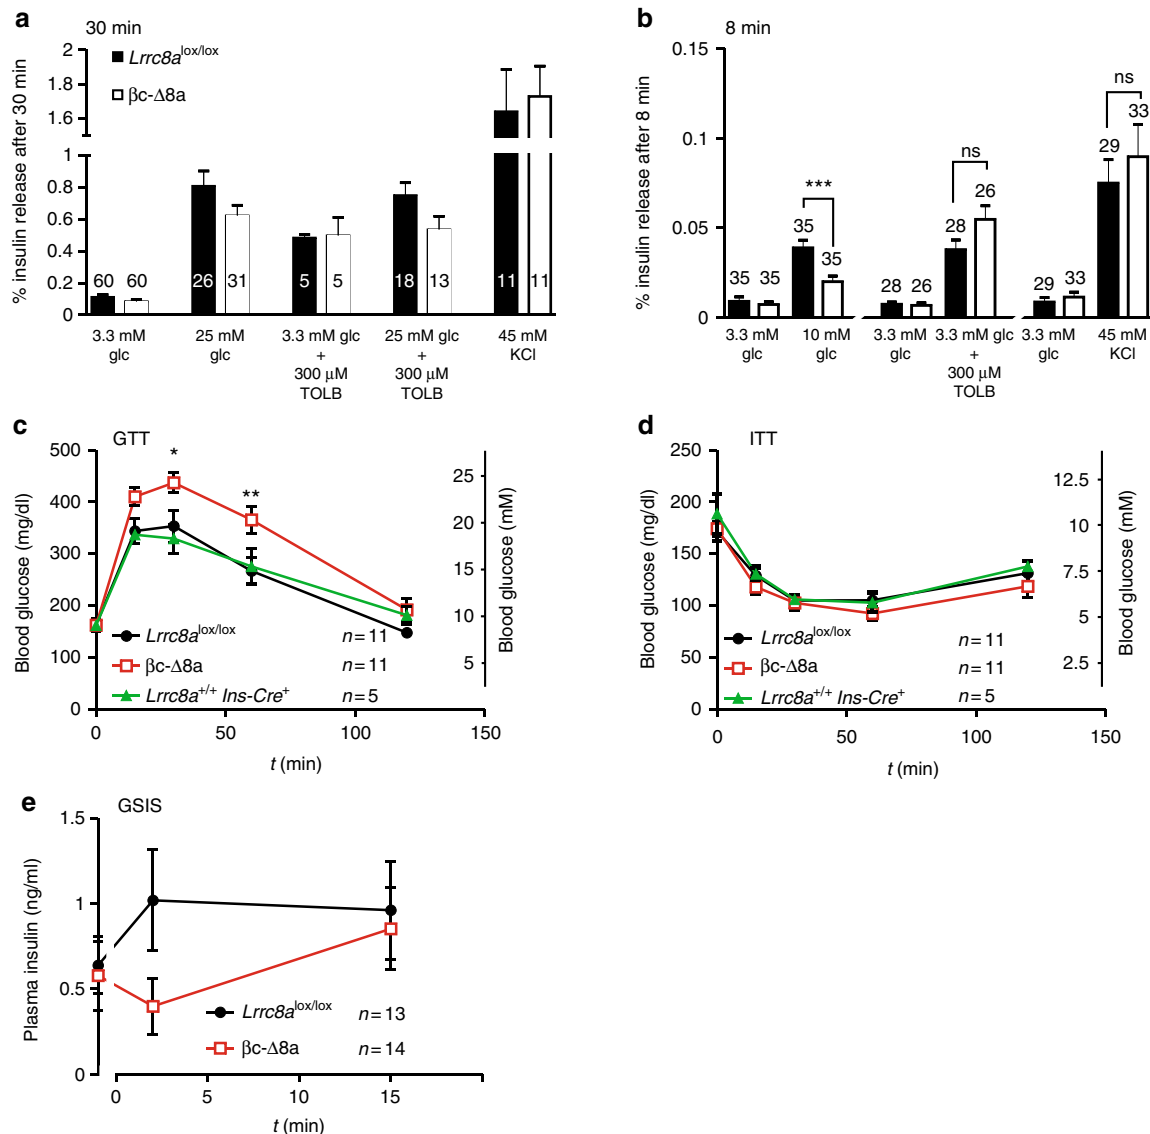 a
30 min
Lrrc8a lox/lox
βc-Δ8a
% insulin release after 30 min
2
1.8
1.6
1
0.8
0.6
0.4
0.2
0
60 60
26 31
5 5
18 13
11 11
3.3 mM glc
25 mM glc
3.3 mM glc + 300 μM TOLB
25 mM glc + 300 μM TOLB
45 mM KCl
b
8 min
% insulin release after 8 min
0.15
0.1
0.05
0
35 35
***
35 35
28 26
ns
28 26
29 33
ns
29 33
3.3 mM glc
10 mM glc
3.3 mM glc
3.3 mM glc + 300 μM TOLB
3.3 mM glc
45 mM KCl
c
GTT
Blood glucose (mg/dl)
500
400
300
200
100
0
*
**
Blood glucose (mM)
25
20
15
10
5
Lrrc8a lox/lox n = 11
βc-Δ8a n = 11
Lrrc8a+/+ Ins-Cre+ n = 5
0 50 100 150
t (min)
d
ITT
Blood glucose (mg/dl)
250
200
150
100
50
0
Blood glucose (mM)
12.5
10
7.5
5
2.5
Lrrc8a lox/lox n = 11
βc-Δ8a n = 11
Lrrc8a+/+ Ins-Cre+ n = 5
0 50 100 150
t (min)
e
GSIS
Plasma insulin (ng/ml)
1.5
1
0.5
0
Lrrc8a lox/lox n = 13
βc-Δ8a n = 14
0 5 10 15
t (min)